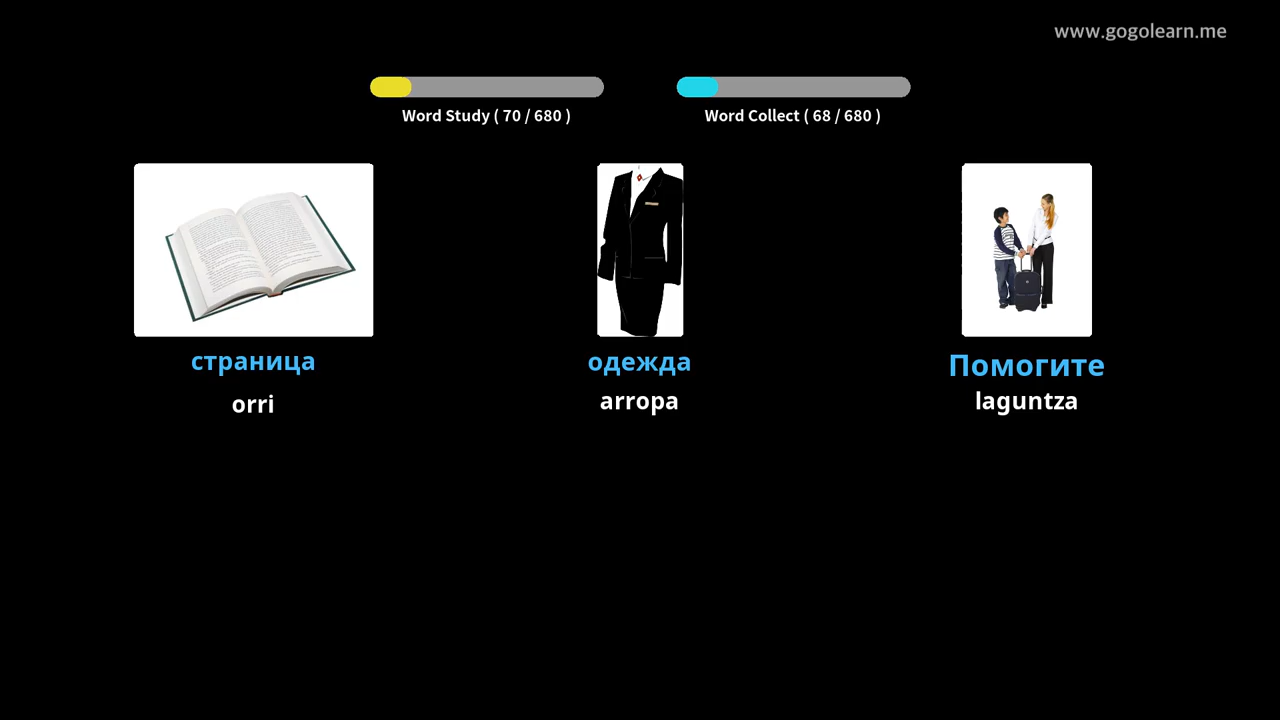 www.gogolearn.me
Word Study ( 70 / 680 )
Word Collect ( 68 / 680 )
страница
одежда
Помогите
orri
arropa
laguntza